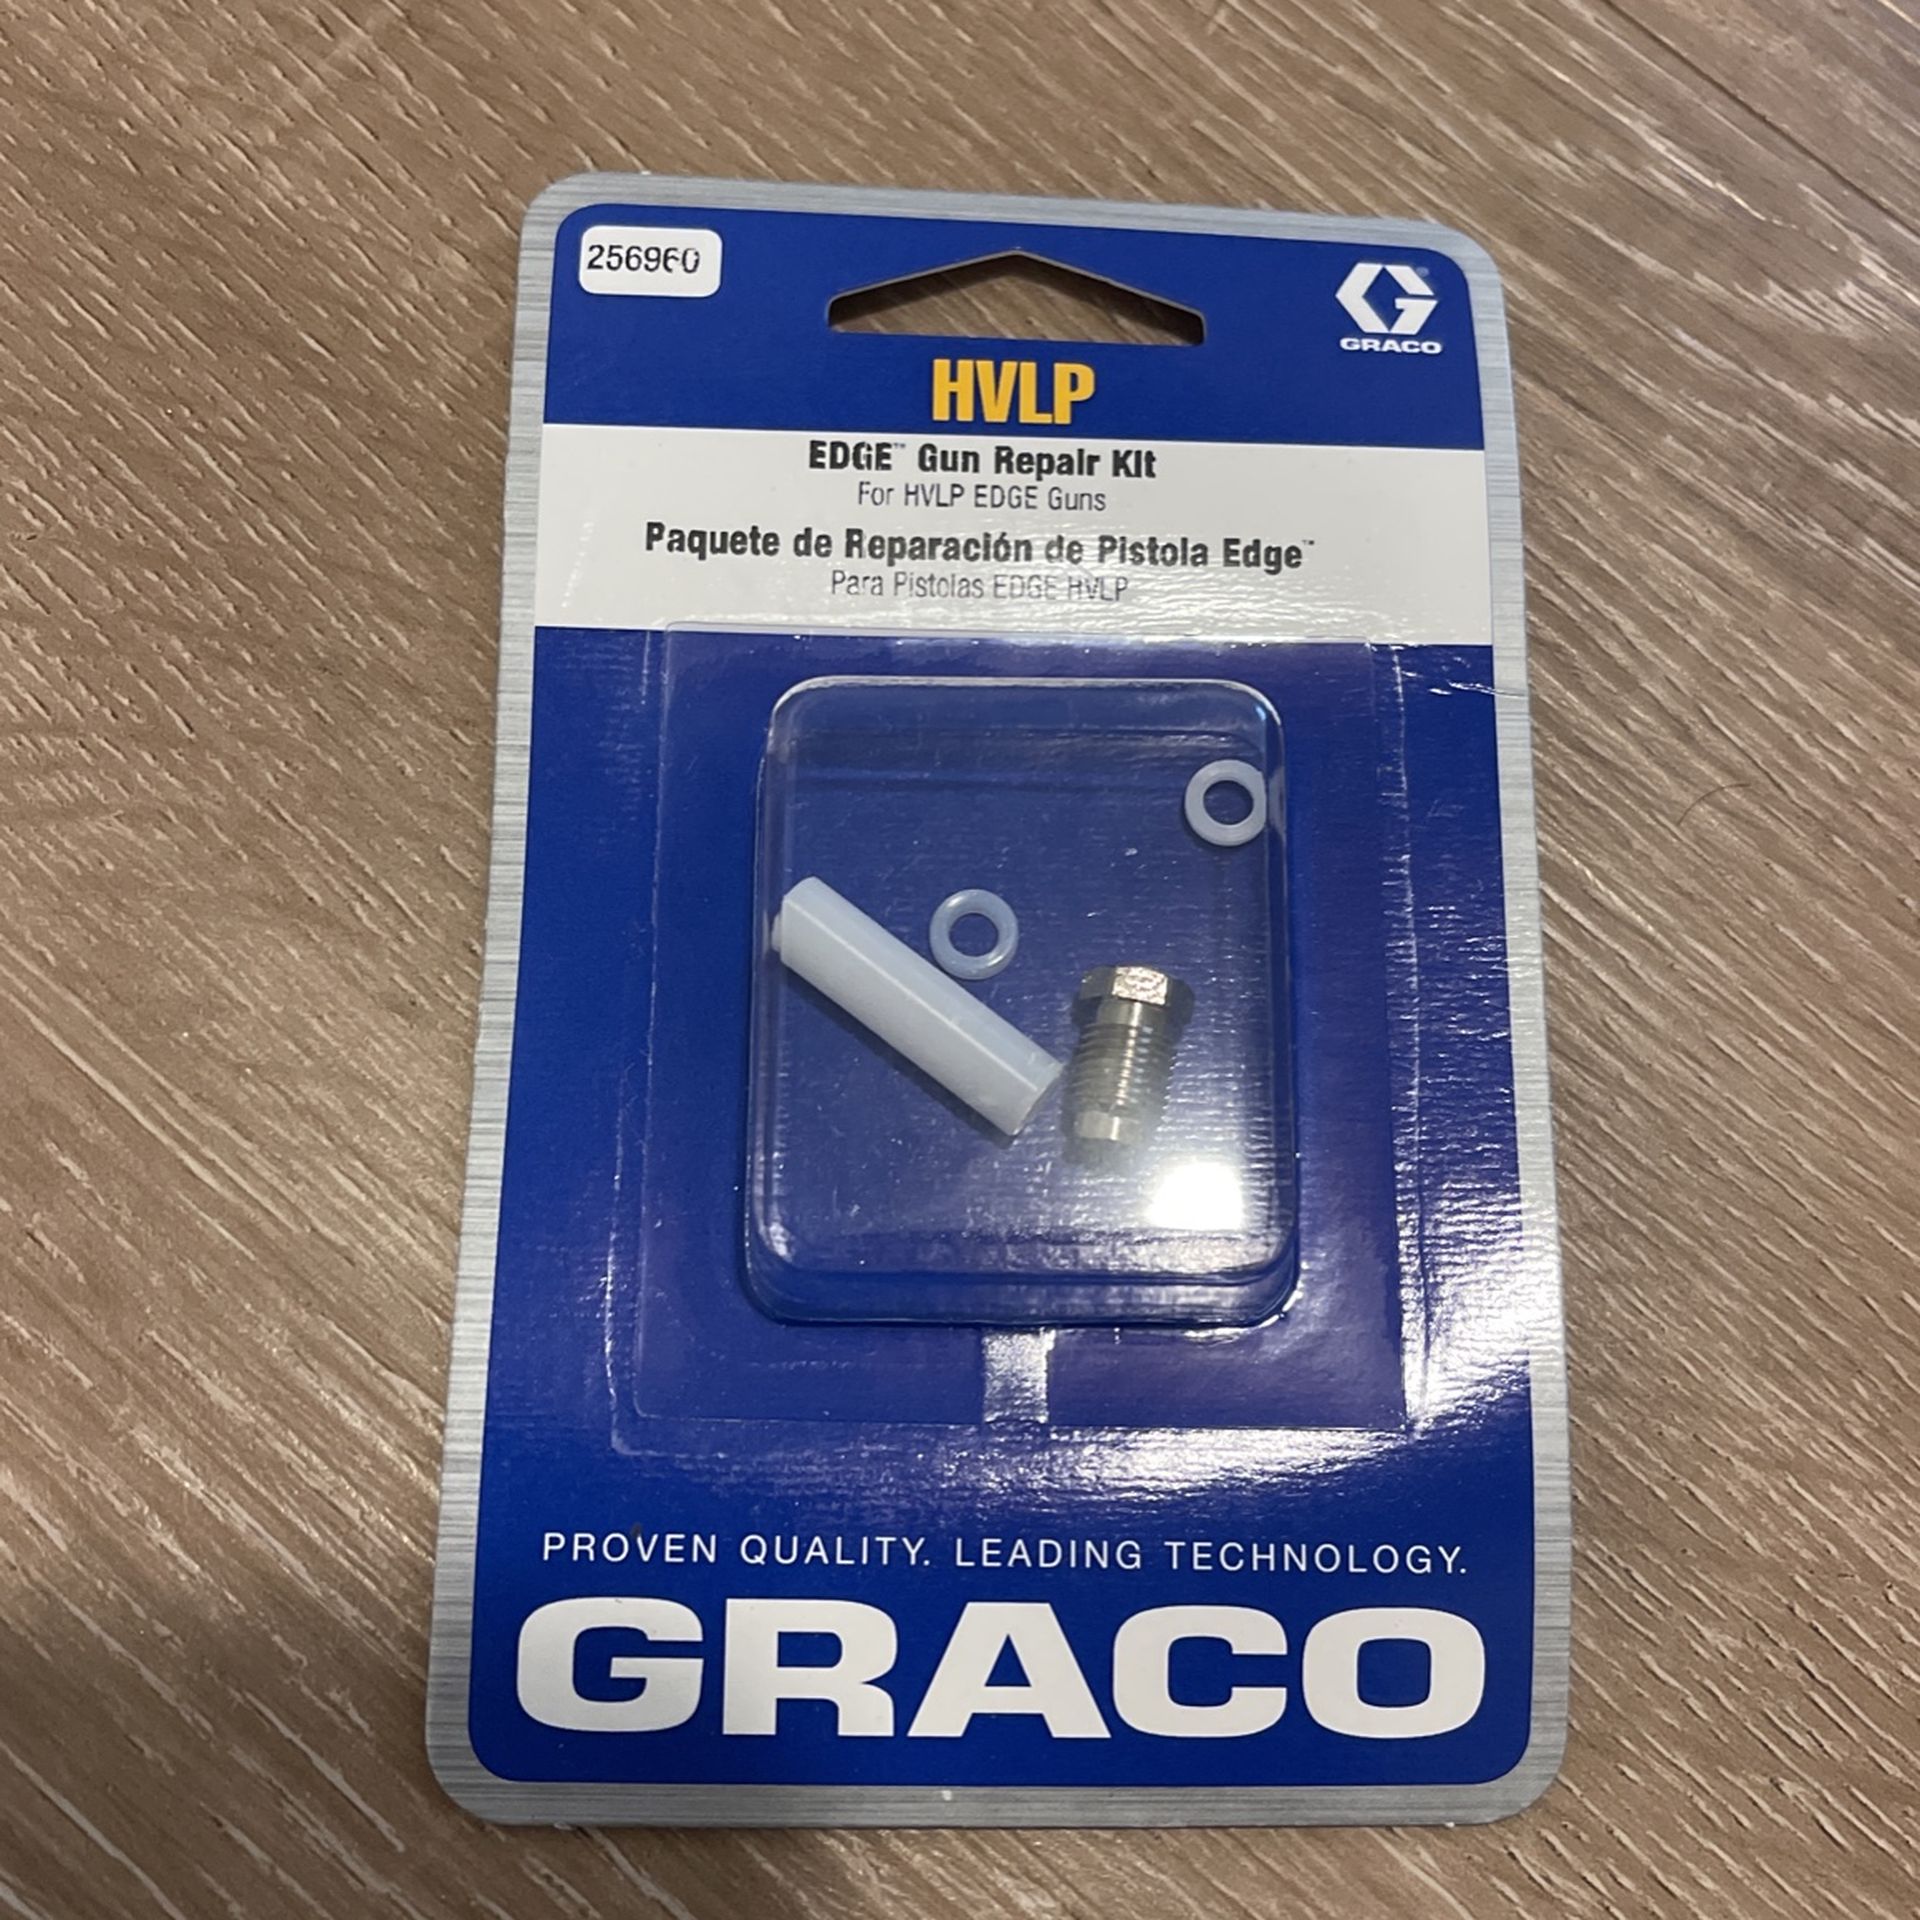 256960
GRACO
HVLP
EDGE™ Gun Repair Kit
For HVLP EDGE Guns
Paquete de Reparación de Pistola Edge™
Para Pistolas EDGE HVLP
PROVEN QUALITY. LEADING TECHNOLOGY.
GRACO